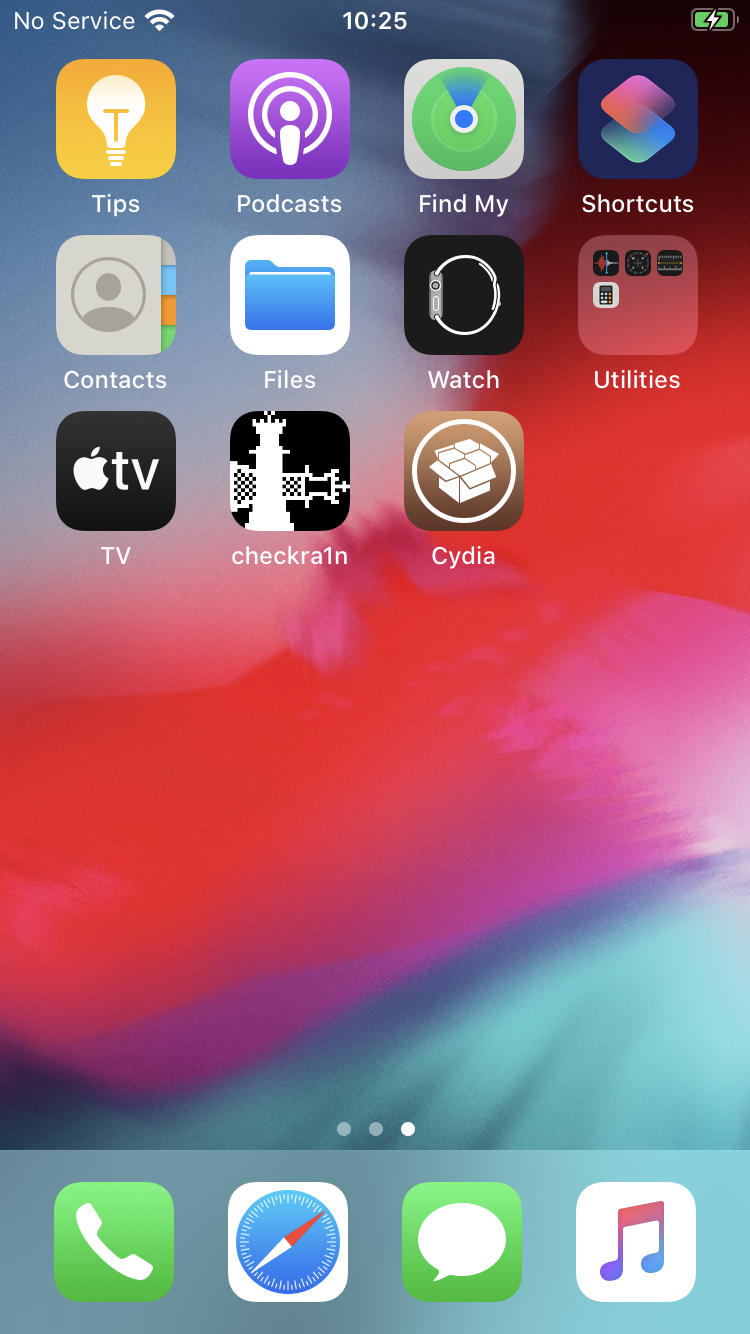 No Service 10:25
Tips Podcasts Find My Shortcuts
Contacts Files Watch Utilities
tv
TV checkra1n Cydia